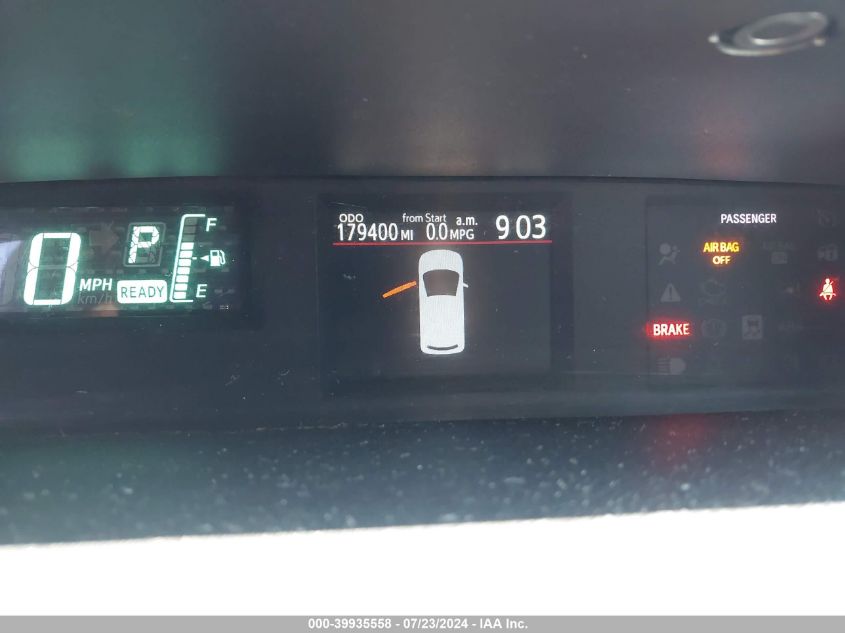 0 MPH
km/h
P
READY
F
E
ODO from Start a.m. 9 03
179400 MI 0.0 MPG
PASSENGER
AIR BAG
OFF
BRAKE
000-39935558 - 07/23/2024 - IAA Inc.